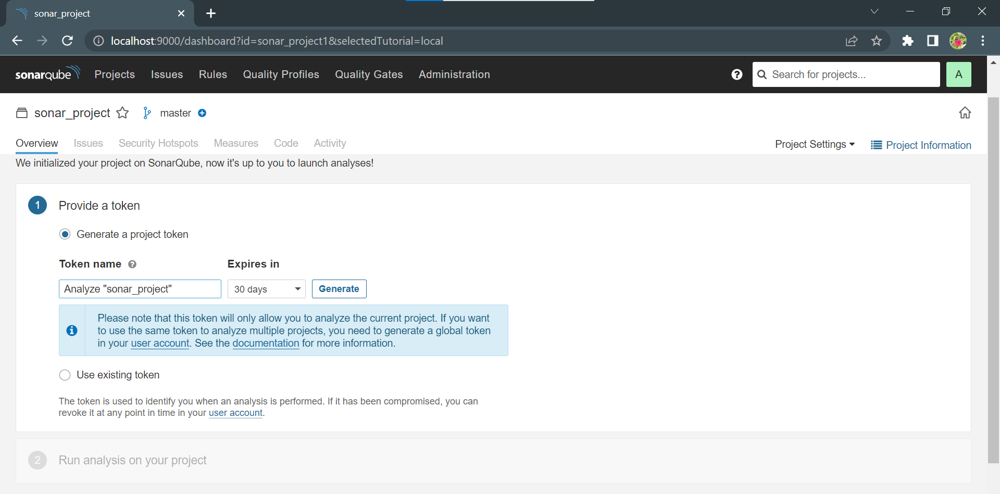 sonar_project
localhost:9000/dashboard?id=sonar_project1&selectedTutorial=local
sonarqube Projects Issues Rules Quality Profiles Quality Gates Administration ? Search for projects... A
sonar_project master
Overview Issues Security Hotspots Measures Code Activity Project Settings Project Information
We initialized your project on SonarQube, now it's up to you to launch analyses!
1 Provide a token
Generate a project token
Token name ? Expires in
Analyze "sonar_project" 30 days Generate
Please note that this token will only allow you to analyze the current project. If you want
to use the same token to analyze multiple projects, you need to generate a global token
in your user account. See the documentation for more information.
Use existing token
The token is used to identify you when an analysis is performed. If it has been compromised, you can
revoke it at any point in time in your user account.
2 Run analysis on your project